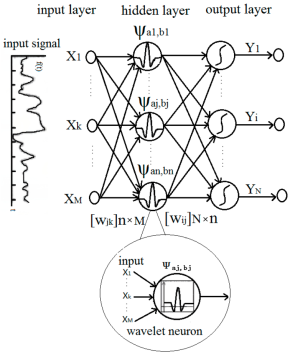 input layer hidden layer output layer
Ψa1,b1
input signal
X1
Y1
Ψaj,bj
Xk
Yi
Ψan,bn
XM
YN
[Wjk]n×M [Wij]N×n
Ψaj,bj
input
X1
Xk
XM
wavelet neuron